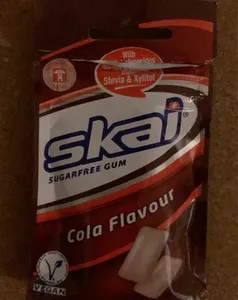 With
Stevia & Xylitol
skai
SUGARFREE GUM
Cola Flavour
VEGAN